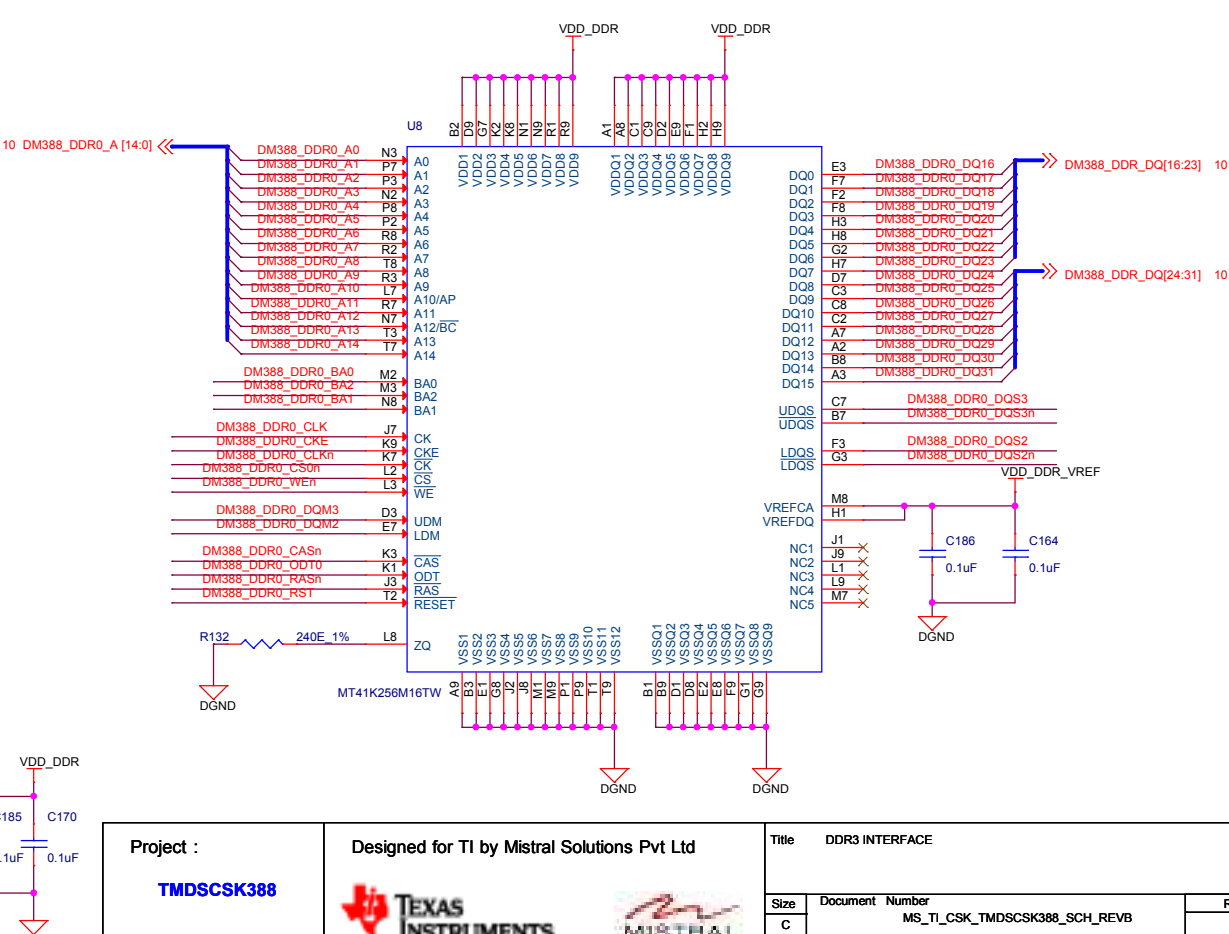 VDD_DDR VDD_DDR
U8
B2 D9 G7 K2 K8 N1 N9 R1 R9
A1 A8 C1 C9 D2 E9 F1 H2 H9
VDD1 VDD2 VDD3 VDD4 VDD5 VDD6 VDD7 VDD8 VDD9
VDDQ1 VDDQ2 VDDQ3 VDDQ4 VDDQ5 VDDQ6 VDDQ7 VDDQ8 VDDQ9
10 DM388_DDR0_A [14:0]
DM388_DDR0_A0 N3 A0
DM388_DDR0_A1 P7 A1
DM388_DDR0_A2 P3 A2
DM388_DDR0_A3 N2 A3
DM388_DDR0_A4 P8 A4
DM388_DDR0_A5 P2 A5
DM388_DDR0_A6 R8 A6
DM388_DDR0_A7 R2 A7
DM388_DDR0_A8 T8 A8
DM388_DDR0_A9 R3 A9
DM388_DDR0_A10 L7 A10/AP
DM388_DDR0_A11 R7 A11
DM388_DDR0_A12 N7 A12/BC
DM388_DDR0_A13 T3 A13
DM388_DDR0_A14 T7 A14
DM388_DDR0_BA0 M2 BA0
DM388_DDR0_BA2 M3 BA2
DM388_DDR0_BA1 N8 BA1
DM388_DDR0_CLK J7 CK
DM388_DDR0_CKE K9 CKE
DM388_DDR0_CLKn K7 CK
DM388_DDR0_CS0n L2 CS
DM388_DDR0_WEn L3 WE
DM388_DDR0_DQM3 D3 UDM
DM388_DDR0_DQM2 E7 LDM
DM388_DDR0_CASn K3 CAS
DM388_DDR0_ODT0 K1 ODT
DM388_DDR0_RASn J3 RAS
DM388_DDR0_RST T2 RESET
R132 240E_1% L8 ZQ
DGND
DQ0 E3 DM388_DDR0_DQ16
DQ1 F7 DM388_DDR0_DQ17
DQ2 F2 DM388_DDR0_DQ18
DQ3 F8 DM388_DDR0_DQ19
DQ4 H3 DM388_DDR0_DQ20
DQ5 H8 DM388_DDR0_DQ21
DQ6 G2 DM388_DDR0_DQ22
DQ7 H7 DM388_DDR0_DQ23
DQ8 D7 DM388_DDR0_DQ24
DQ9 C3 DM388_DDR0_DQ25
DQ10 C8 DM388_DDR0_DQ26
DQ11 C2 DM388_DDR0_DQ27
DQ12 A7 DM388_DDR0_DQ28
DQ13 A2 DM388_DDR0_DQ29
DQ14 B8 DM388_DDR0_DQ30
DQ15 A3 DM388_DDR0_DQ31
DM388_DDR_DQ[16:23] 10
DM388_DDR_DQ[24:31] 10
UDQS C7 DM388_DDR0_DQS3
UDQS B7 DM388_DDR0_DQS3n
LDQS F3 DM388_DDR0_DQS2
LDQS G3 DM388_DDR0_DQS2n
VDD_DDR_VREF
VREFCA M8
VREFDQ H1
NC1 J1
NC2 J9
NC3 L1
NC4 L9
NC5 M7
C186 0.1uF
C164 0.1uF
DGND
VSS1 VSS2 VSS3 VSS4 VSS5 VSS6 VSS7 VSS8 VSS9 VSS10 VSS11 VSS12
VSSQ1 VSSQ2 VSSQ3 VSSQ4 VSSQ5 VSSQ6 VSSQ7 VSSQ8 VSSQ9
MT41K256M16TW
A9 B3 E1 G8 J2 J8 M1 M9 P1 P9 T1 T9
B1 B9 D1 D8 E2 E8 F9 G1 G9
DGND DGND
VDD_DDR
185 C170
1uF 0.1uF
Project :
TMDSCSK388
Designed for TI by Mistral Solutions Pvt Ltd
TEXAS
INSTRUMENTS
MISTRAL
Title DDR3 INTERFACE
Size
C
Document Number
MS_TI_CSK_TMDSCSK388_SCH_REVB
R